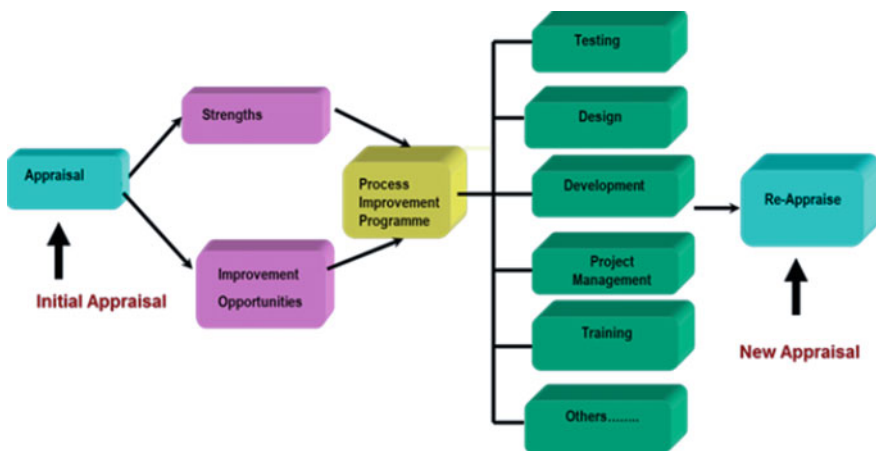 Appraisal
Initial Appraisal
Strengths
Improvement
Opportunities
Process
Improvement
Programme
Testing
Design
Development
Project
Management
Training
Others........
Re-Appraise
New Appraisal